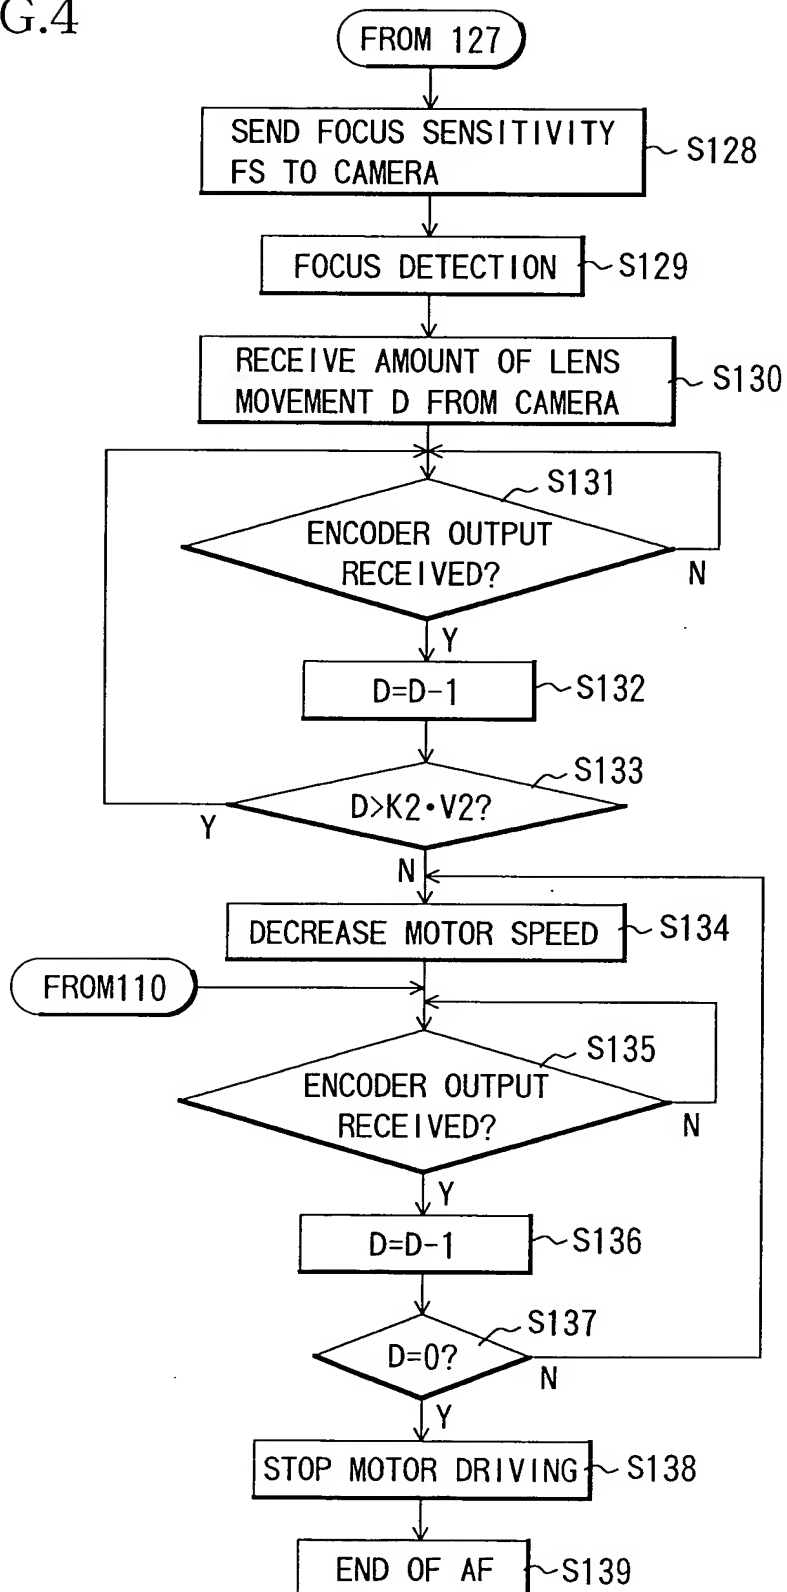 G.4
FROM 127
SEND FOCUS SENSITIVITY
FS TO CAMERA
S128
FOCUS DETECTION
S129
RECEIVE AMOUNT OF LENS
MOVEMENT D FROM CAMERA
S130
S131
ENCODER OUTPUT
RECEIVED?
N
Y
D=D-1
S132
S133
D>K2·V2?
Y
N
DECREASE MOTOR SPEED
S134
FROM110
S135
ENCODER OUTPUT
RECEIVED?
N
Y
D=D-1
S136
S137
D=0?
N
Y
STOP MOTOR DRIVING
S138
END OF AF
S139